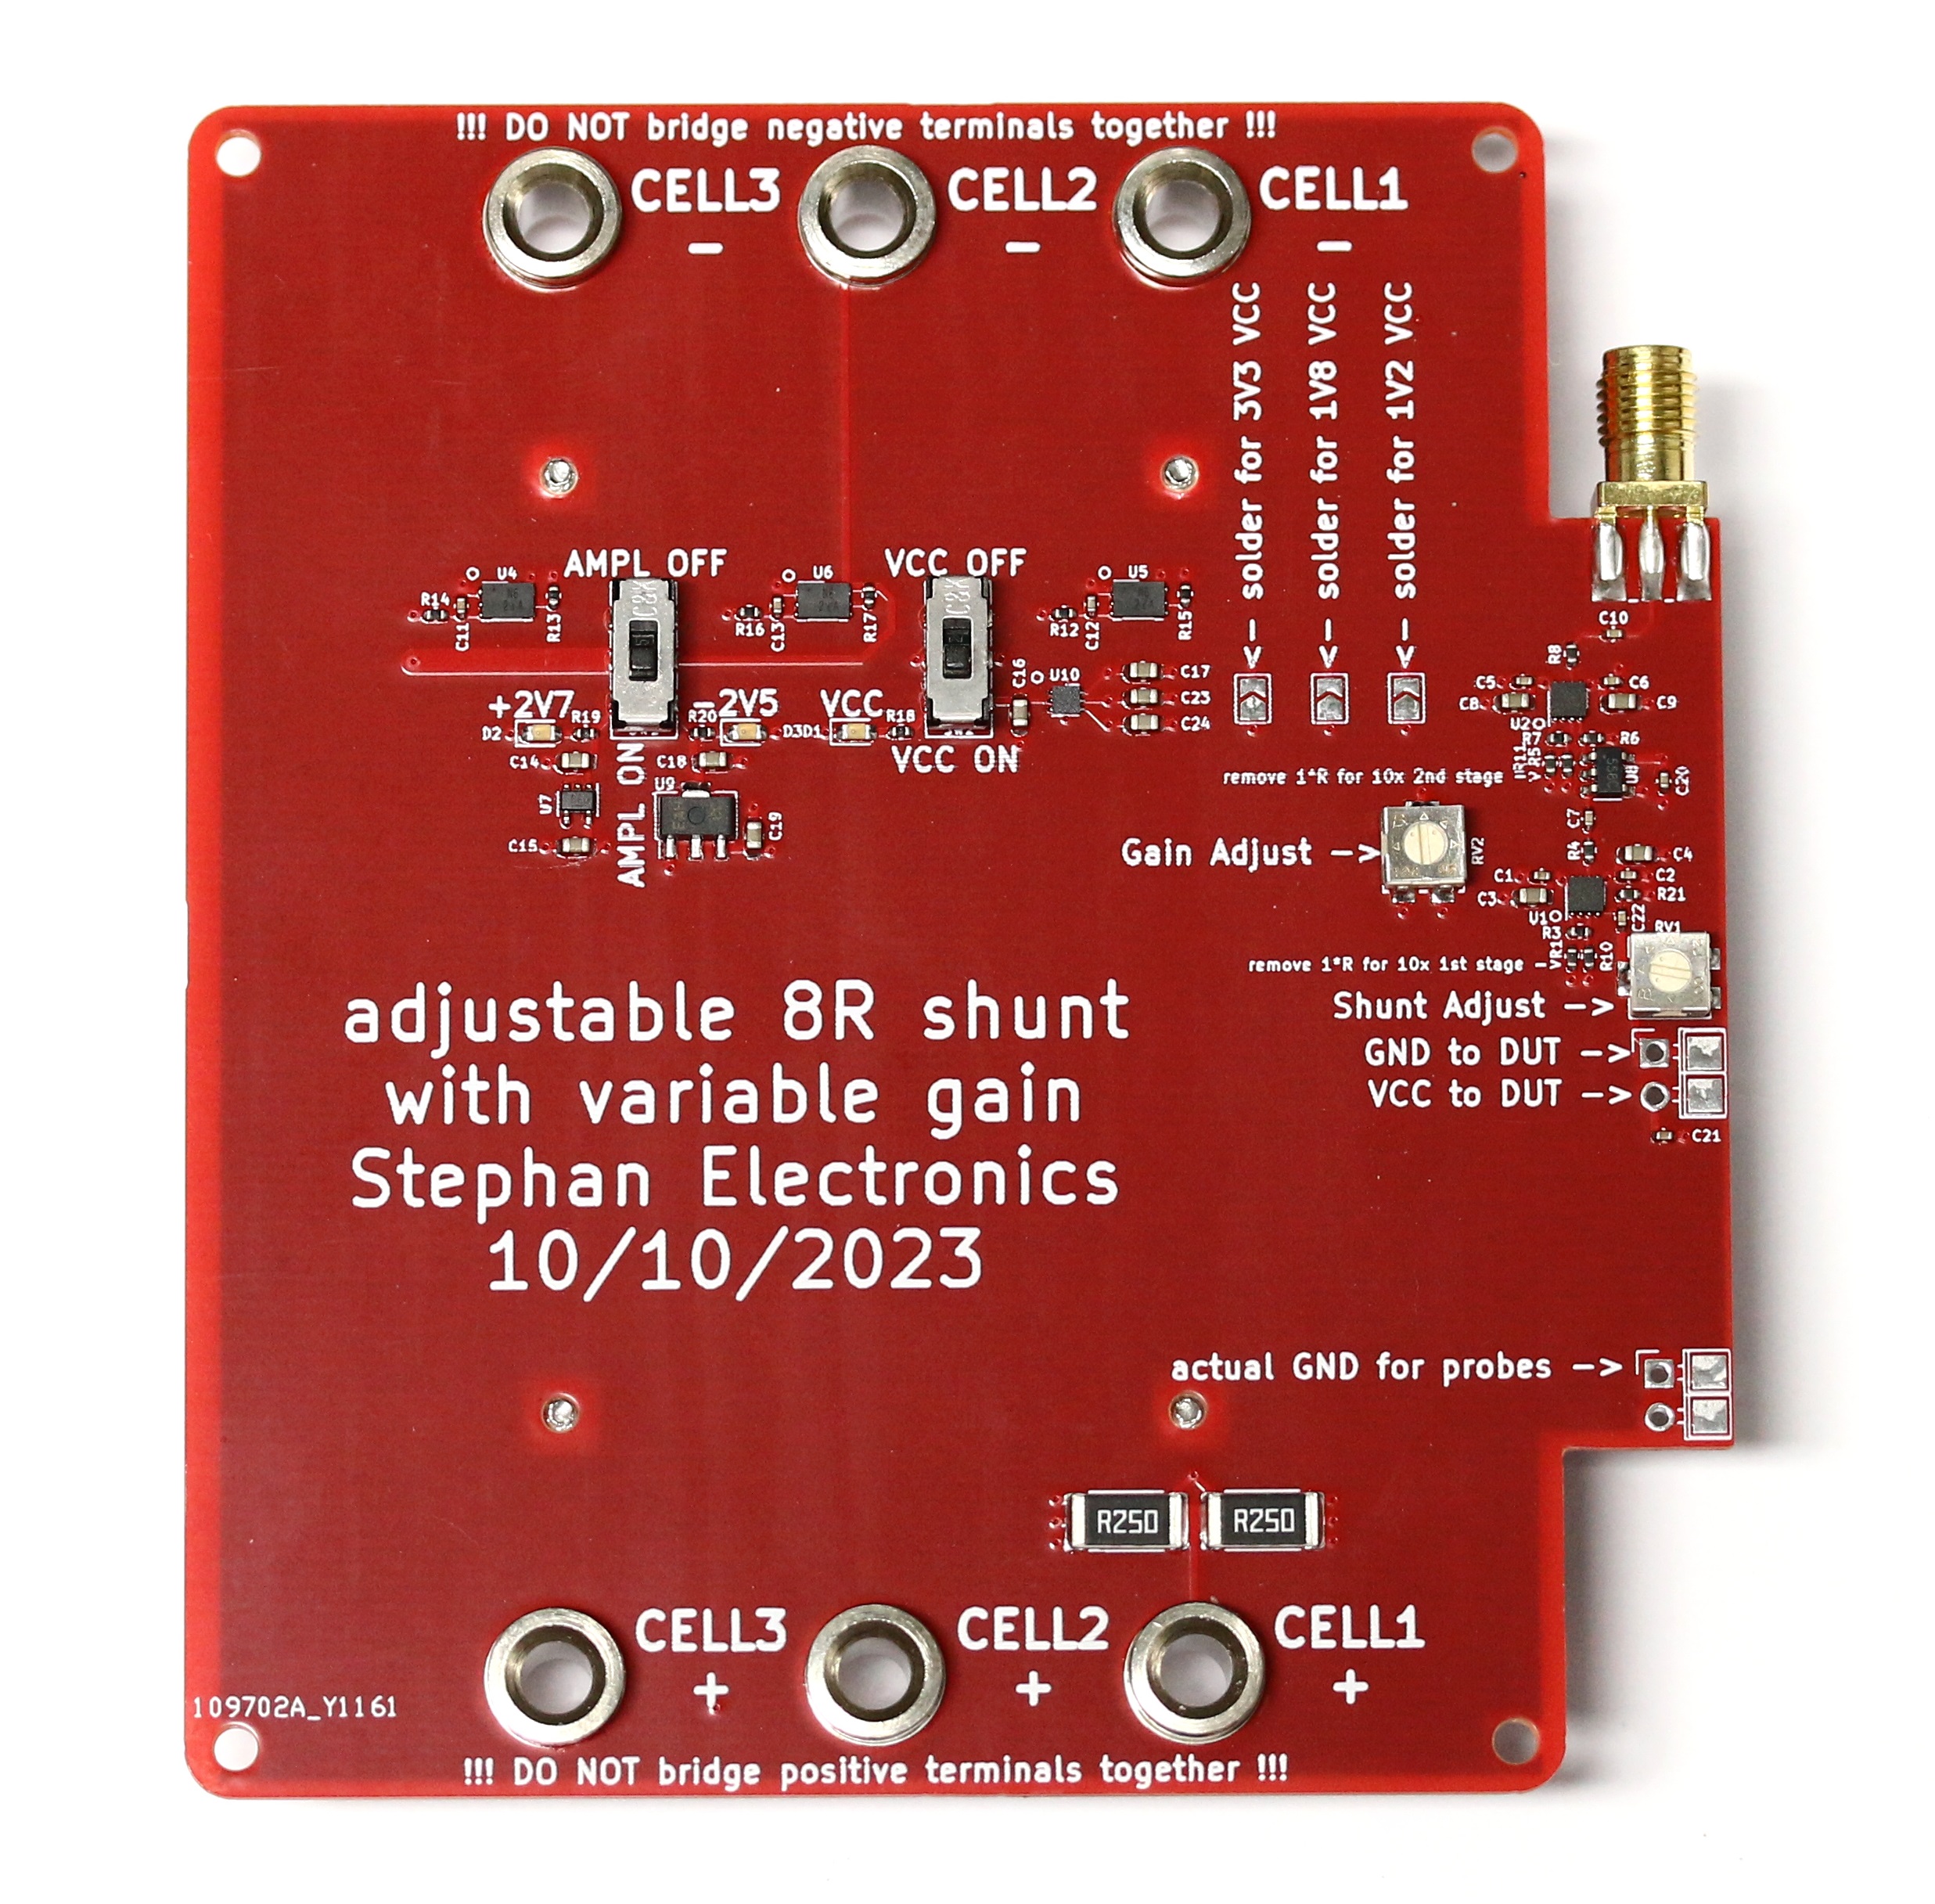 !!! DO NOT bridge negative terminals together !!!
CELL3
CELL2
CELL1
-
-
-
<- solder for 3V3 VCC
<- solder for 1V8 VCC
<- solder for 1V2 VCC
AMPL OFF
VCC OFF
U4
U6
U5
R14
C11
R13
R16
C13
R17
R12
C12
R15
C&K
C&K
C10
R8
C16
U10
C17
C23
C24
C5
C6
C8
C9
U2
+2V7
-2V5
VCC
D2
R19
R20
D3
D1
R18
VCC ON
AMPL ON
C14
C18
U7
U9
C15
C19
R7
R6
R11
R5
U8
C20
remove 1*R for 10x 2nd stage
C7
Gain Adjust ->
RV2
R4
C4
C1
C2
C3
R21
U1
C22
R3
RV1
R10
remove 1*R for 10x 1st stage -
Shunt Adjust ->
GND to DUT ->
VCC to DUT ->
C21
adjustable 8R shunt
with variable gain
Stephan Electronics
10/10/2023
actual GND for probes ->
R250
R250
CELL3
CELL2
CELL1
+
+
+
109702A_Y1161
!!! DO NOT bridge positive terminals together !!!